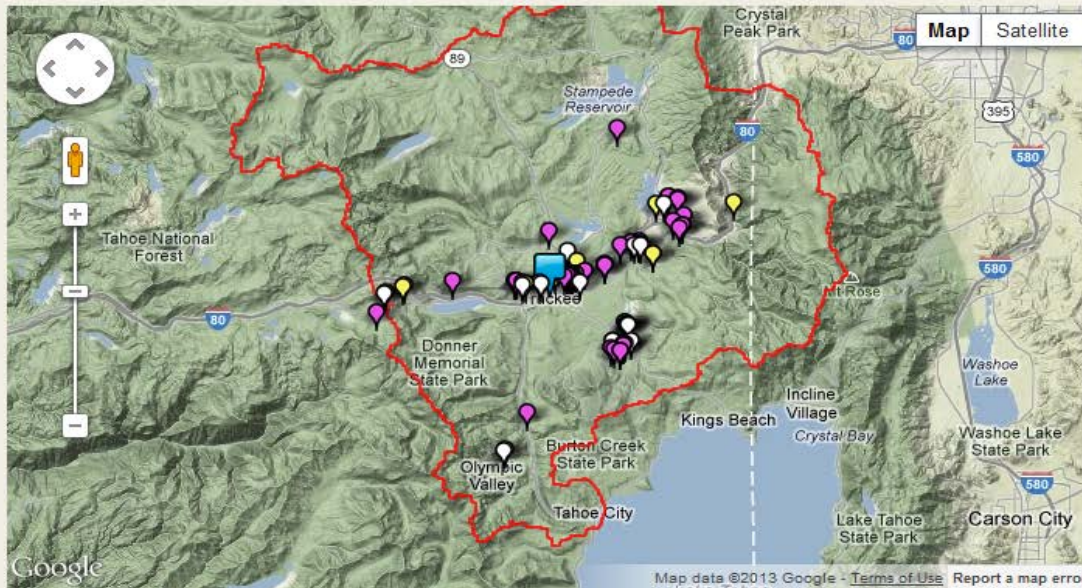 Crystal
Peak Park
80
Map
Satellite
89
Stampede
Reservoir
395
80
580
Tahoe National
Forest
580
Truckee
Mt Rose
80
Donner
Memorial
State Park
Washoe
Lake
Incline
Village
Kings Beach
Crystal Bay
Washoe Lake
State Park
Burton Creek
State Park
Olympic
Valley
580
Tahoe City
Lake Tahoe
State Park
Carson City
Google
Map data ©2013 Google - Terms of Use Report a map error